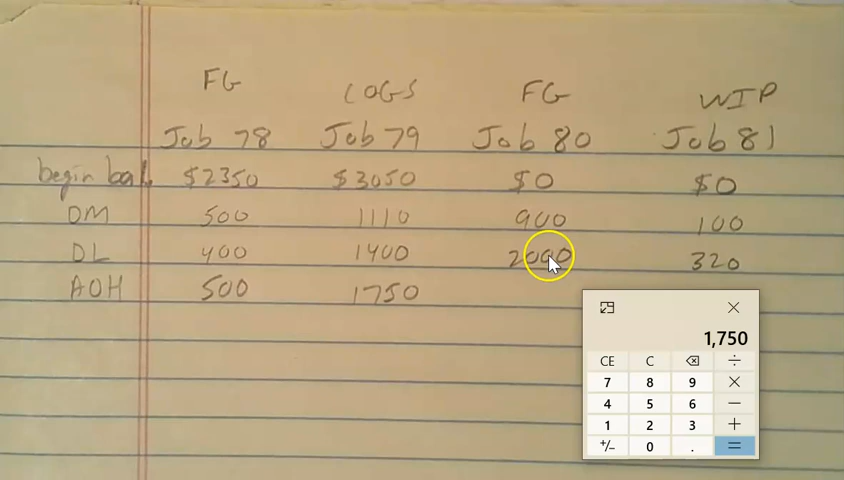 FG COGS FG WIP
Job 78 Job 79 Job 80 Job 81
begin bal. $2350 $3050 $0 $0
DM 500 1110 900 100
DL 400 1400 2000 320
AOH 500 1750
1,750
CE C ⌫ ÷
7 8 9 ×
4 5 6 −
1 2 3 +
+/− 0 . =